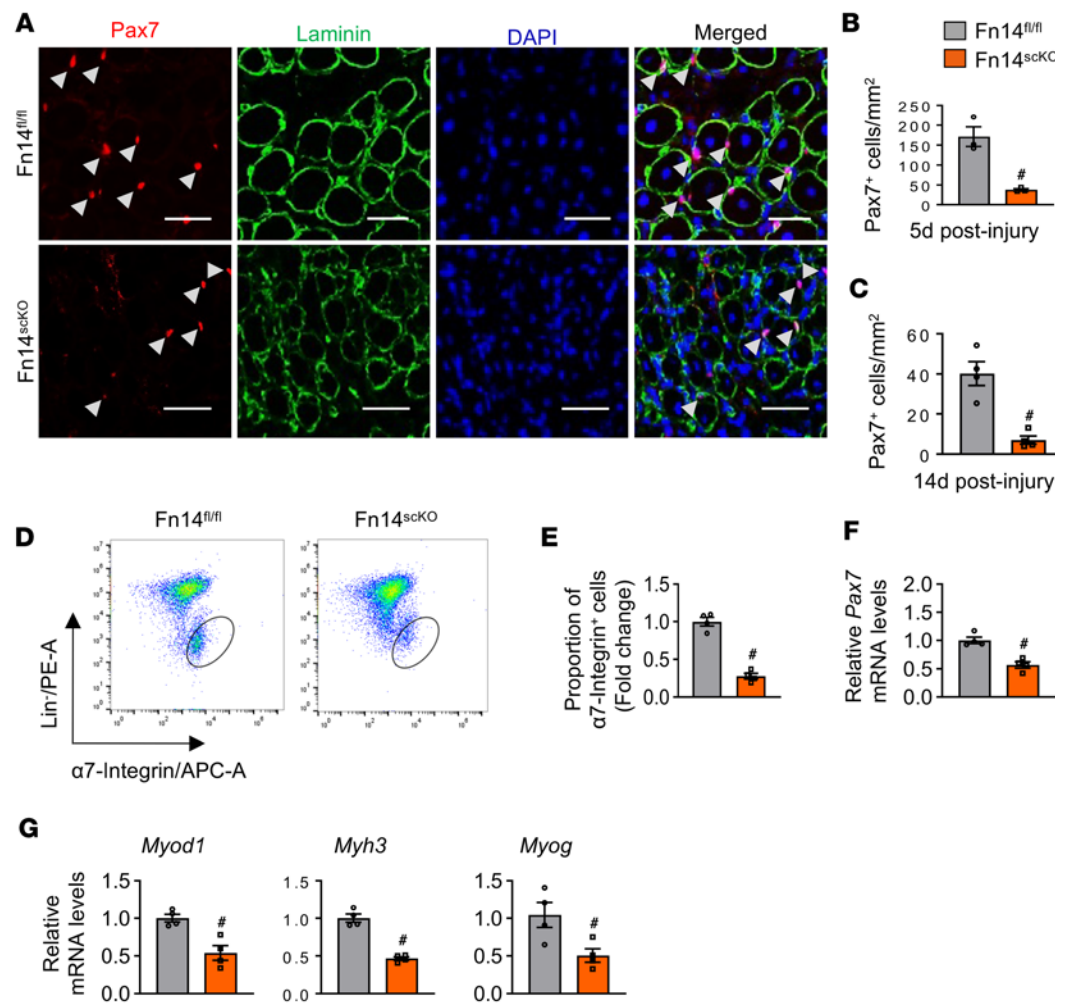 A
Pax7
Laminin
DAPI
Merged
Fn14fl/fl
Fn14scKO
B
Fn14fl/fl
Fn14scKO
Pax7+ cells/mm2
250
200
150
100
50
0
#
5d post-injury
C
Pax7+ cells/mm2
60
40
20
0
#
14d post-injury
D
Fn14fl/fl
Fn14scKO
Lin-/PE-A
α7-Integrin/APC-A
E
Proportion of
α7-Integrin+ cells
(Fold change)
1.5
1.0
0.5
0.0
#
F
Relative Pax7
mRNA levels
2.0
1.5
1.0
0.5
0.0
#
G
Relative
mRNA levels
Myod1
1.5
1.0
0.5
0.0
#
Myh3
1.5
1.0
0.5
0.0
#
Myog
1.5
1.0
0.5
0.0
#